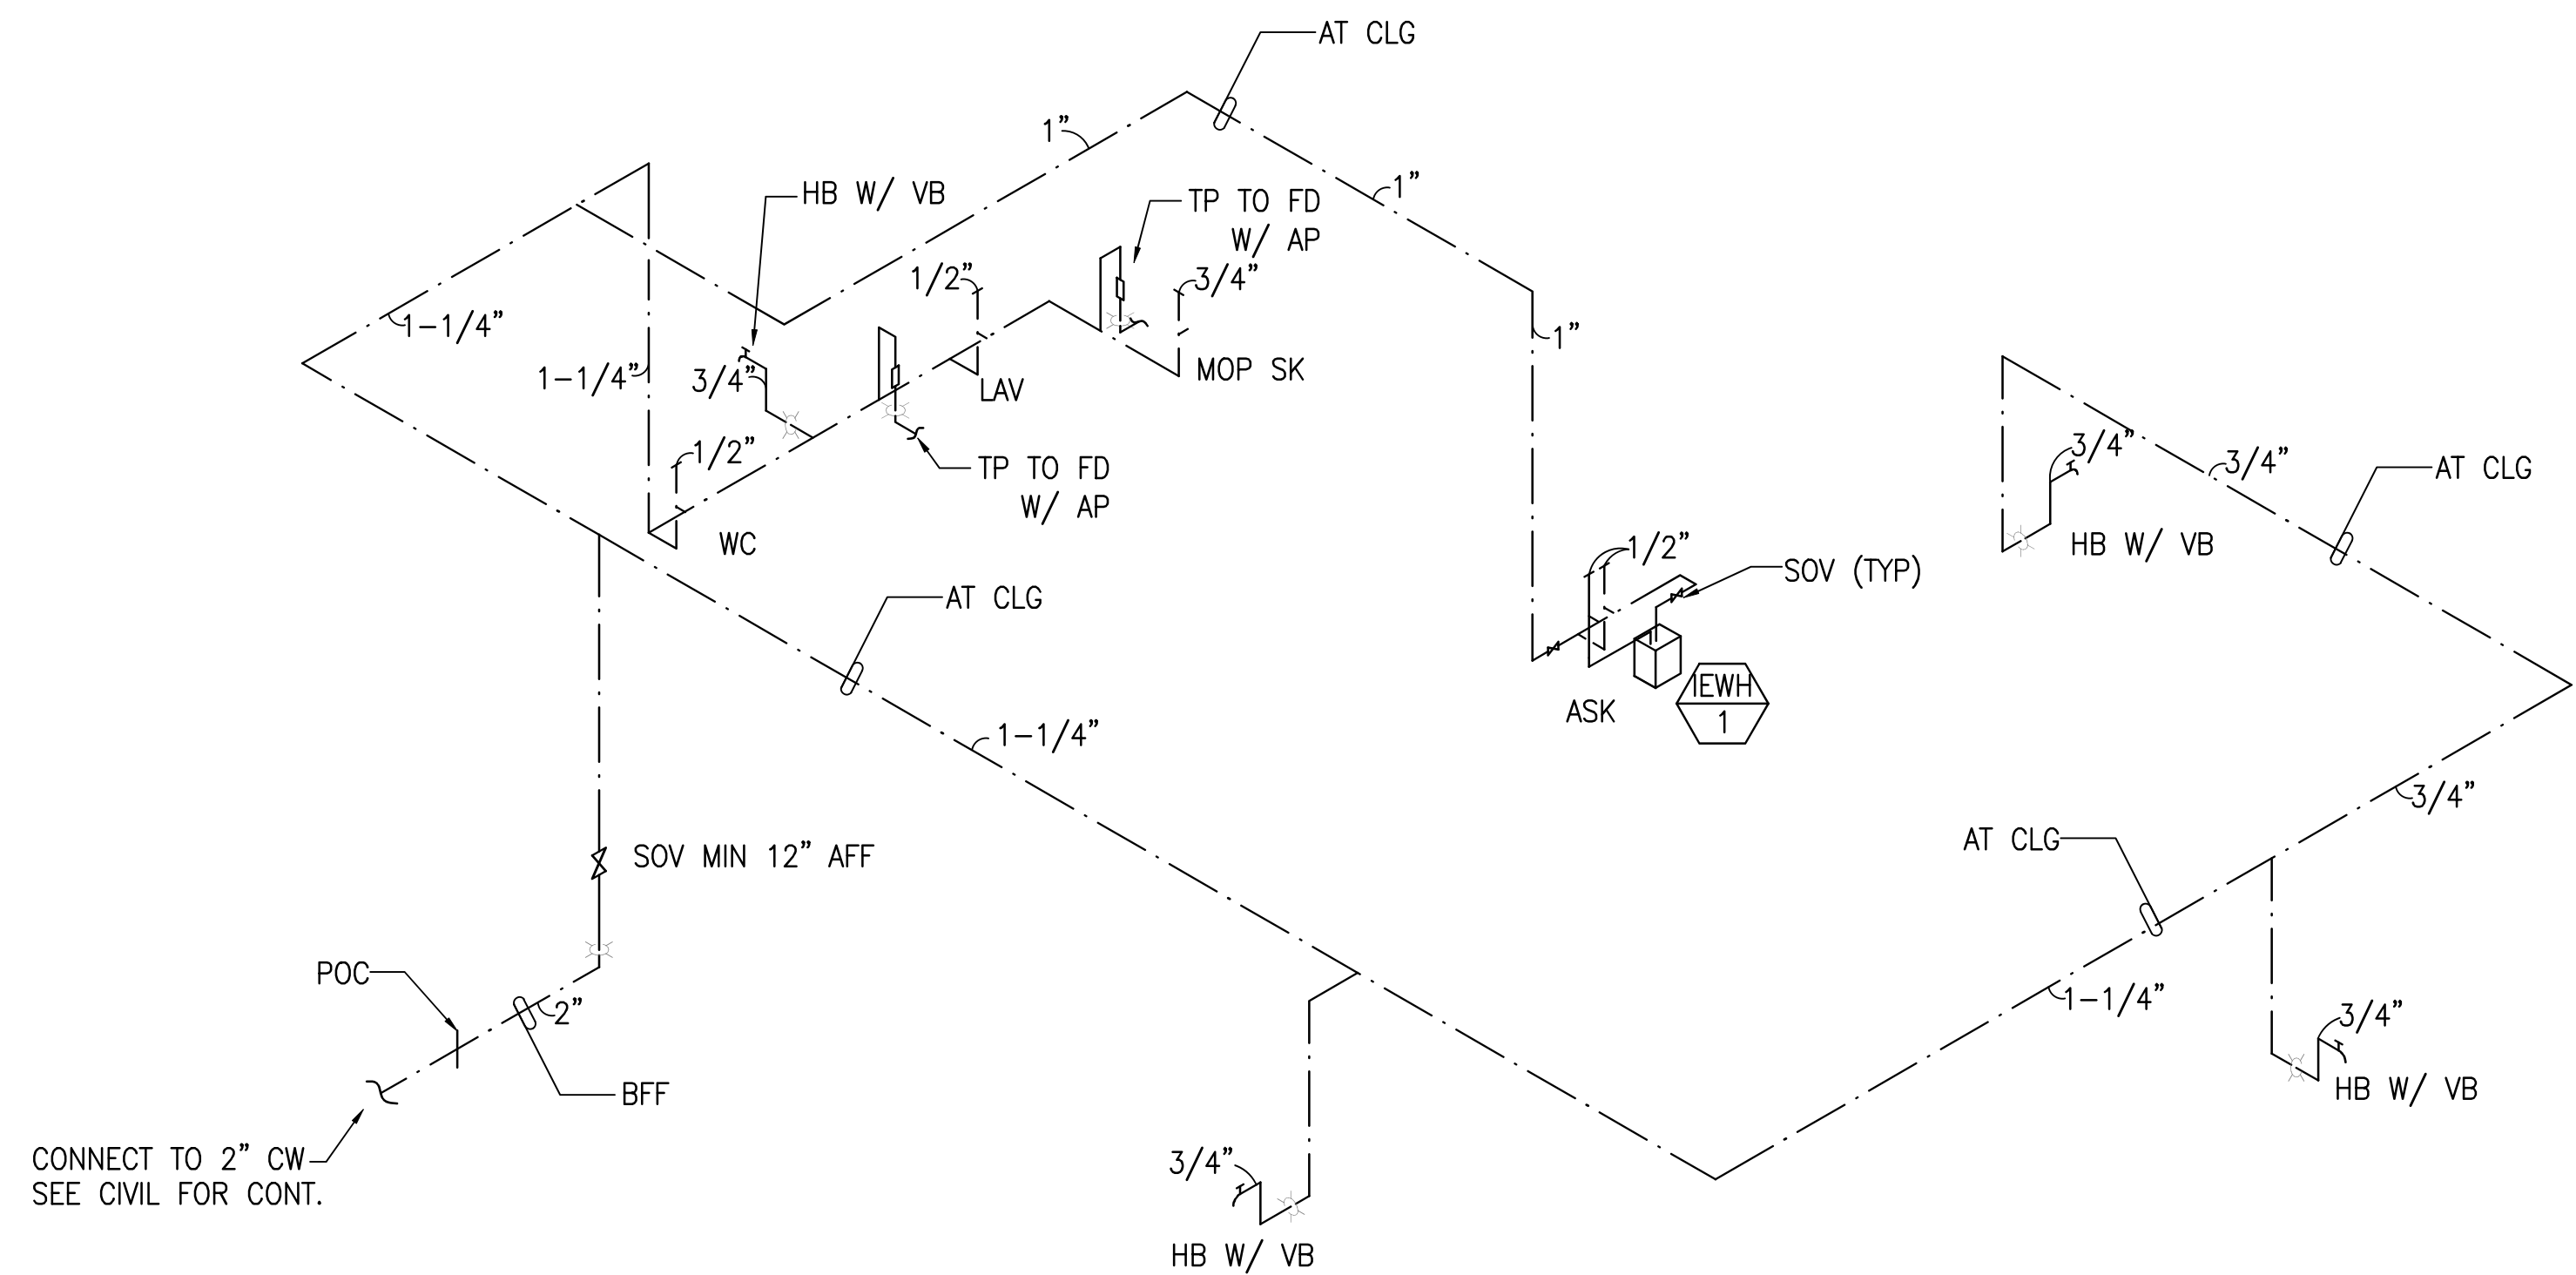 AT CLG
1"
1"
HB W/ VB
TP TO FD
W/ AP
1/2"
3/4"
1-1/4"
1-1/4"
3/4"
1"
MOP SK
LAV
1/2"
TP TO FD
W/ AP
WC
3/4"
3/4"
AT CLG
HB W/ VB
1/2"
SOV (TYP)
AT CLG
IEWH
1
ASK
1-1/4"
3/4"
AT CLG
SOV MIN 12" AFF
POC
2"
1-1/4"
3/4"
HB W/ VB
BFF
CONNECT TO 2" CW
SEE CIVIL FOR CONT.
3/4"
HB W/ VB